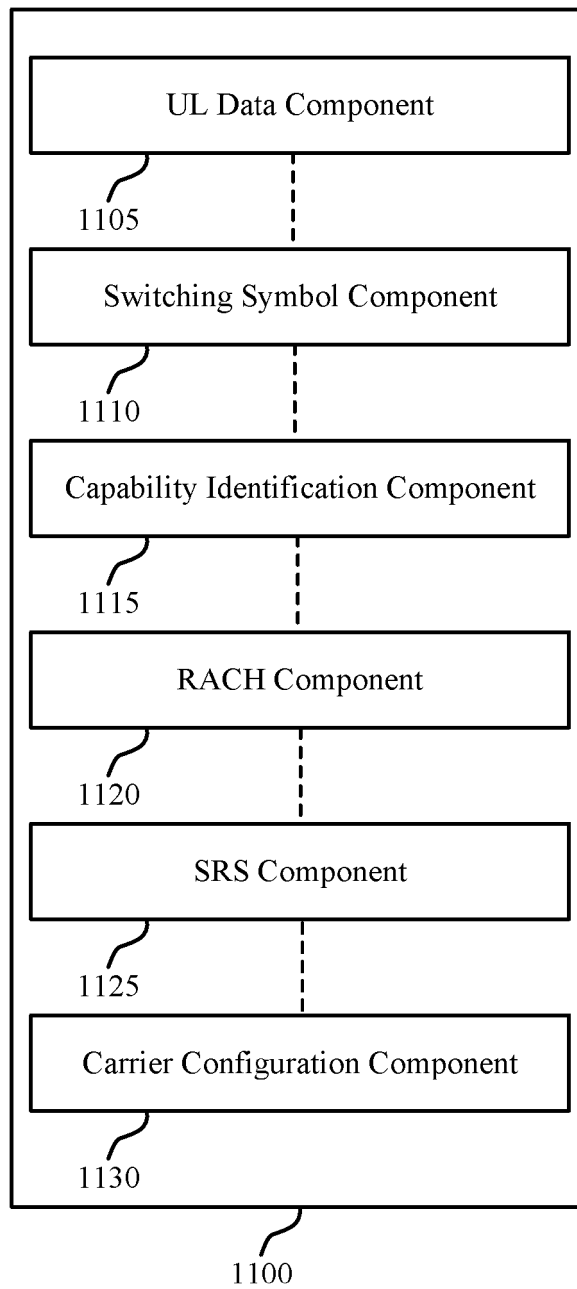 UL Data Component
1105
Switching Symbol Component
1110
Capability Identification Component
1115
RACH Component
1120
SRS Component
1125
Carrier Configuration Component
1130
1100